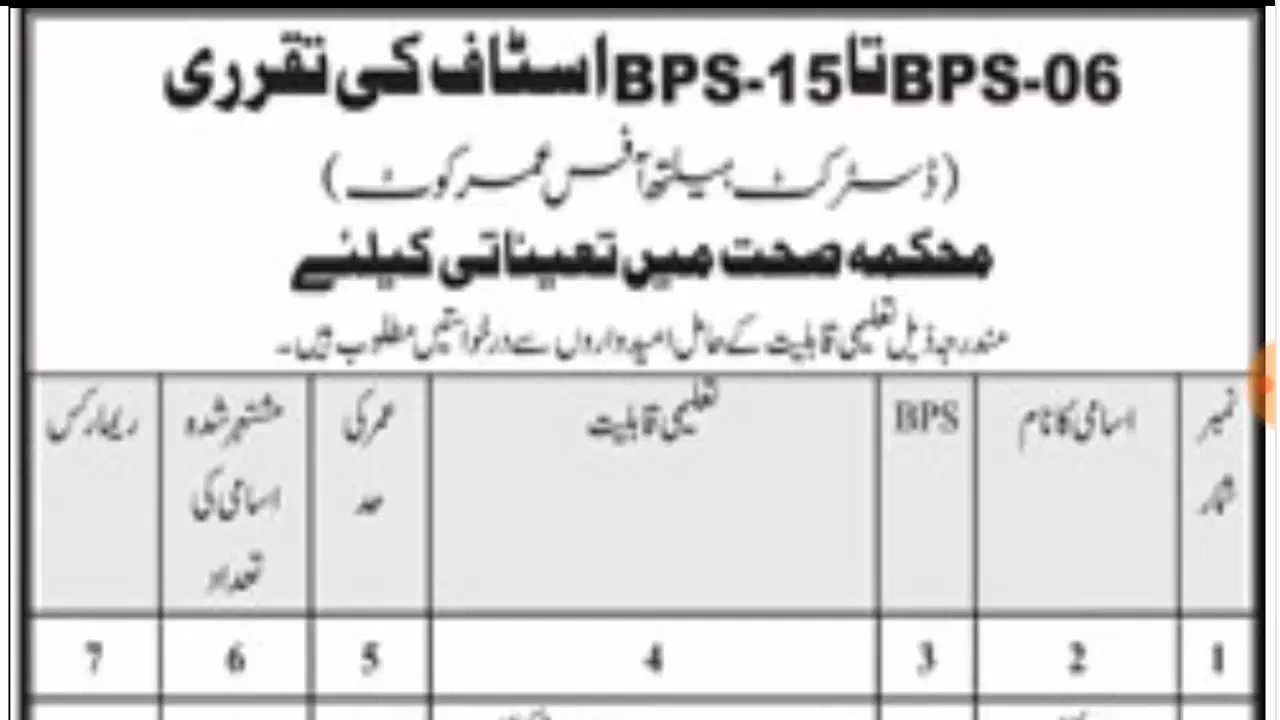 BPS-06 تا BPS-15 اسٹاف کی تقرری
(ڈسٹرکٹ ہیلتھ آفس عمر کوٹ)
محکمہ صحت میں تعیناتی کیلئے
مندرجہ ذیل تعلیمی قابلیت کے حامل امیدواروں سے درخواستیں مطلوب ہیں۔
نمبر شمار
اسامی کا نام
BPS
تعلیمی قابلیت
عمر کی حد
مشتہر شدہ اسامی کی تعداد
ریمارکس
1 2 3 4 5 6 7